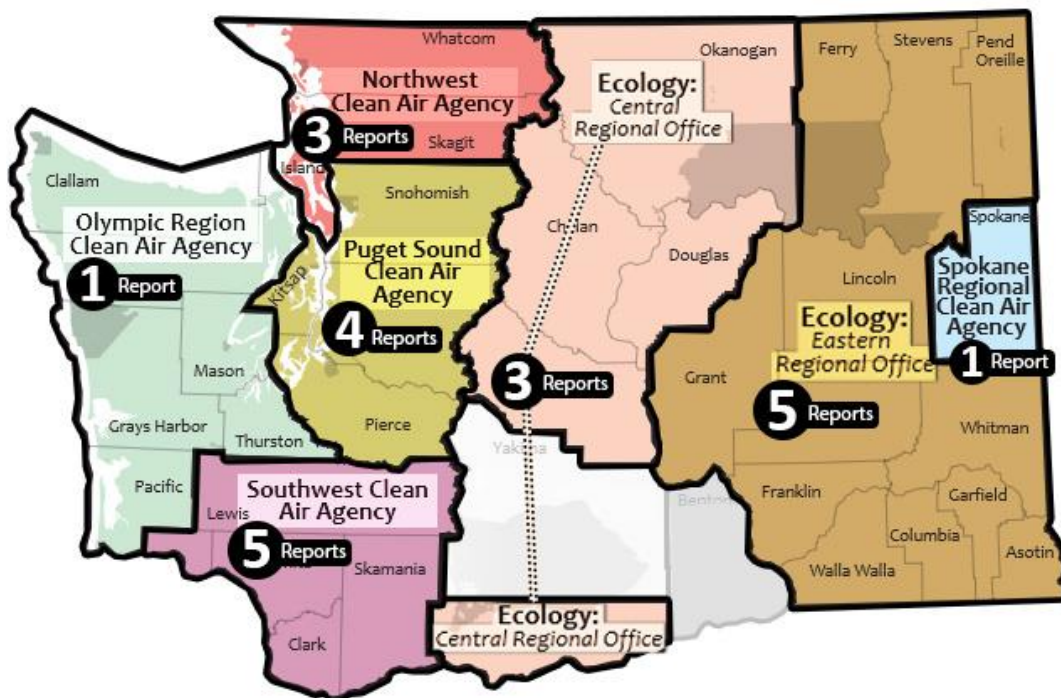 Whatcom
Northwest
Clean Air Agency
3 Reports
Skagit
Island
Okanogan
Ecology:
Central
Regional Office
Ferry
Stevens
Pend
Oreille
Clallam
Olympic Region
Clean Air Agency
1 Report
Snohomish
Puget Sound
Clean Air
Agency
4 Reports
Kitsap
Chelan
Douglas
3 Reports
Lincoln
Ecology:
Eastern
Regional Office
5 Reports
Spokane
Spokane
Regional
Clean Air
Agency
1 Report
Mason
Grays Harbor
Thurston
Pierce
Grant
Whitman
Pacific
Southwest Clean
Air Agency
Lewis
5 Reports
Skamania
Clark
Yakima
Benton
Franklin
Garfield
Columbia
Walla Walla
Asotin
Ecology:
Central Regional Office